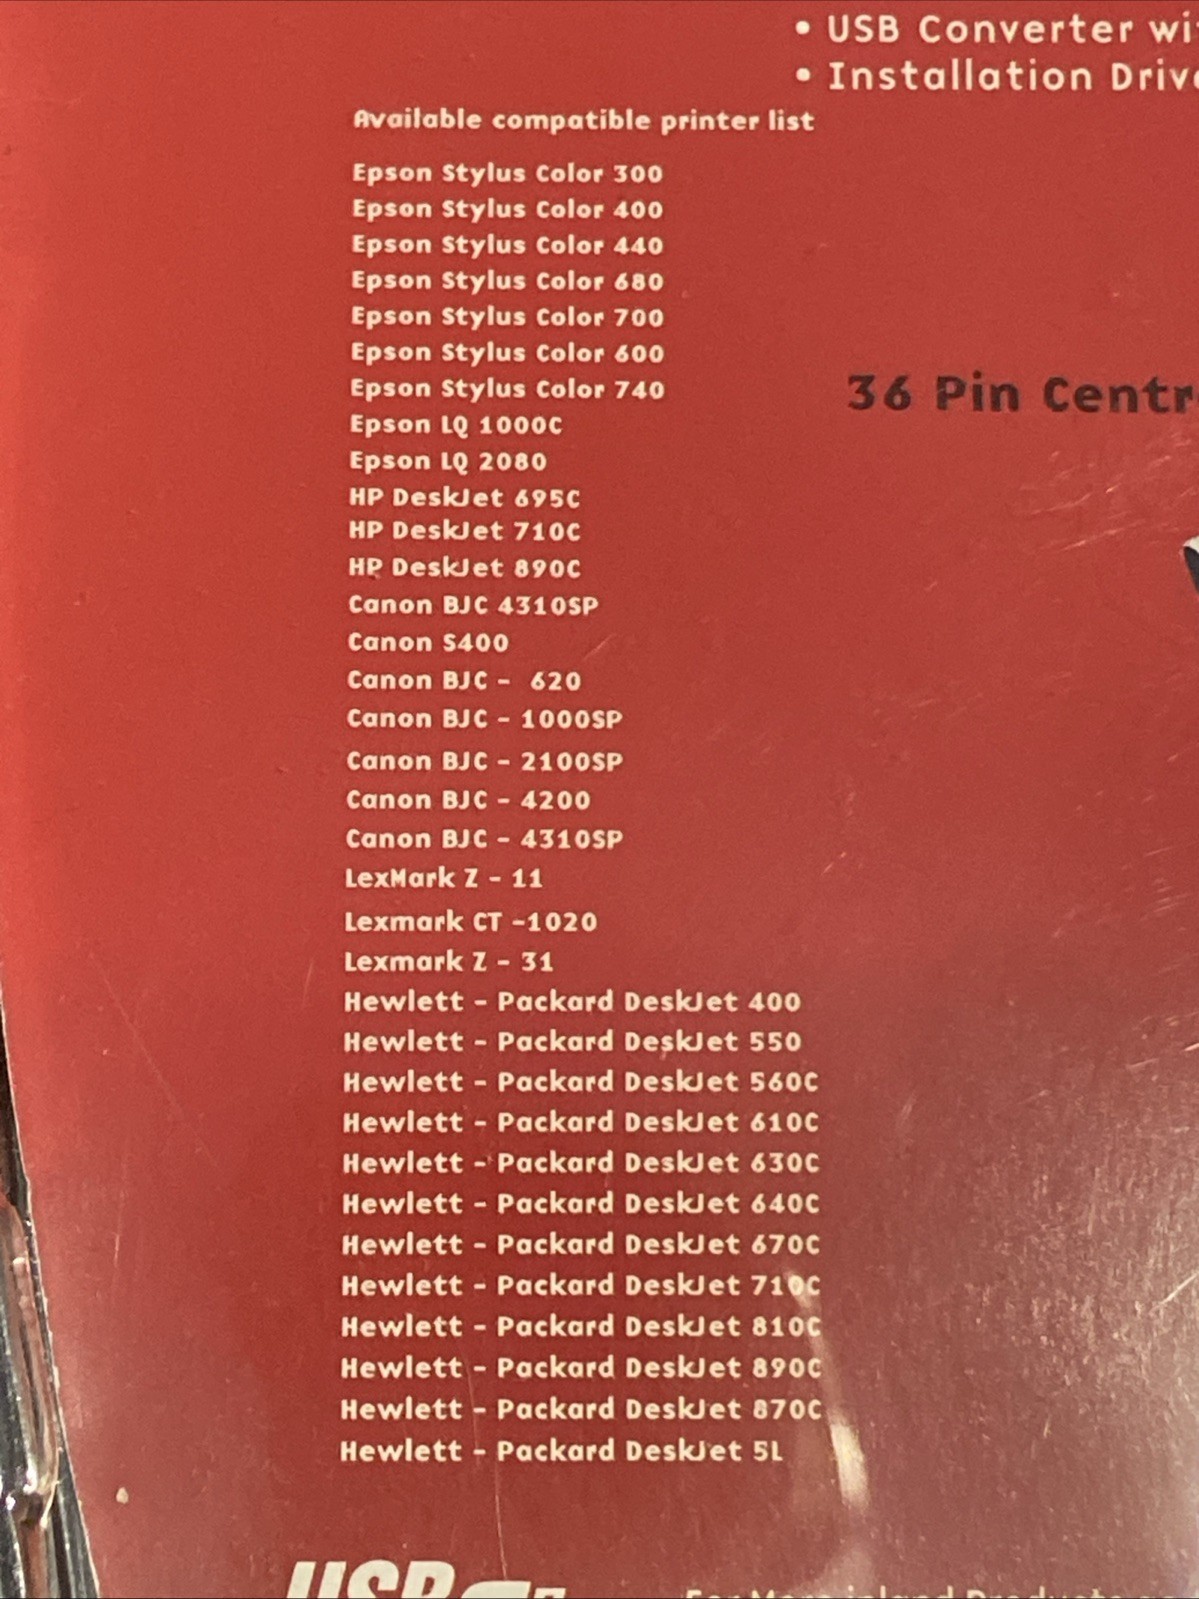 • USB Converter wi
• Installation Driv
Available compatible printer list
Epson Stylus Color 300
Epson Stylus Color 400
Epson Stylus Color 440
Epson Stylus Color 680
Epson Stylus Color 700
Epson Stylus Color 600
Epson Stylus Color 740
36 Pin Centr
Epson LQ 1000C
Epson LQ 2080
HP DeskJet 695C
HP DeskJet 710C
HP DeskJet 890C
Canon BJC 4310SP
Canon S400
Canon BJC -  620
Canon BJC - 1000SP
Canon BJC - 2100SP
Canon BJC - 4200
Canon BJC - 4310SP
LexMark Z - 11
Lexmark CT -1020
Lexmark Z - 31
Hewlett - Packard DeskJet 400
Hewlett - Packard DeskJet 550
Hewlett - Packard DeskJet 560C
Hewlett - Packard DeskJet 610C
Hewlett - Packard DeskJet 630C
Hewlett - Packard DeskJet 640C
Hewlett - Packard DeskJet 670C
Hewlett - Packard DeskJet 710C
Hewlett - Packard DeskJet 810C
Hewlett - Packard DeskJet 890C
Hewlett - Packard DeskJet 870C
Hewlett - Packard DeskJet 5L
USB
For More inland Products